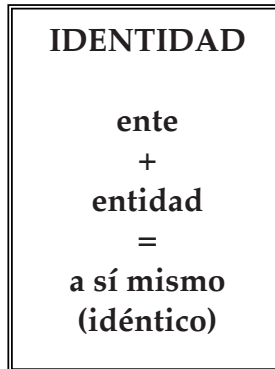 IDENTIDAD
ente
+
entidad
=
a sí mismo
(idéntico)